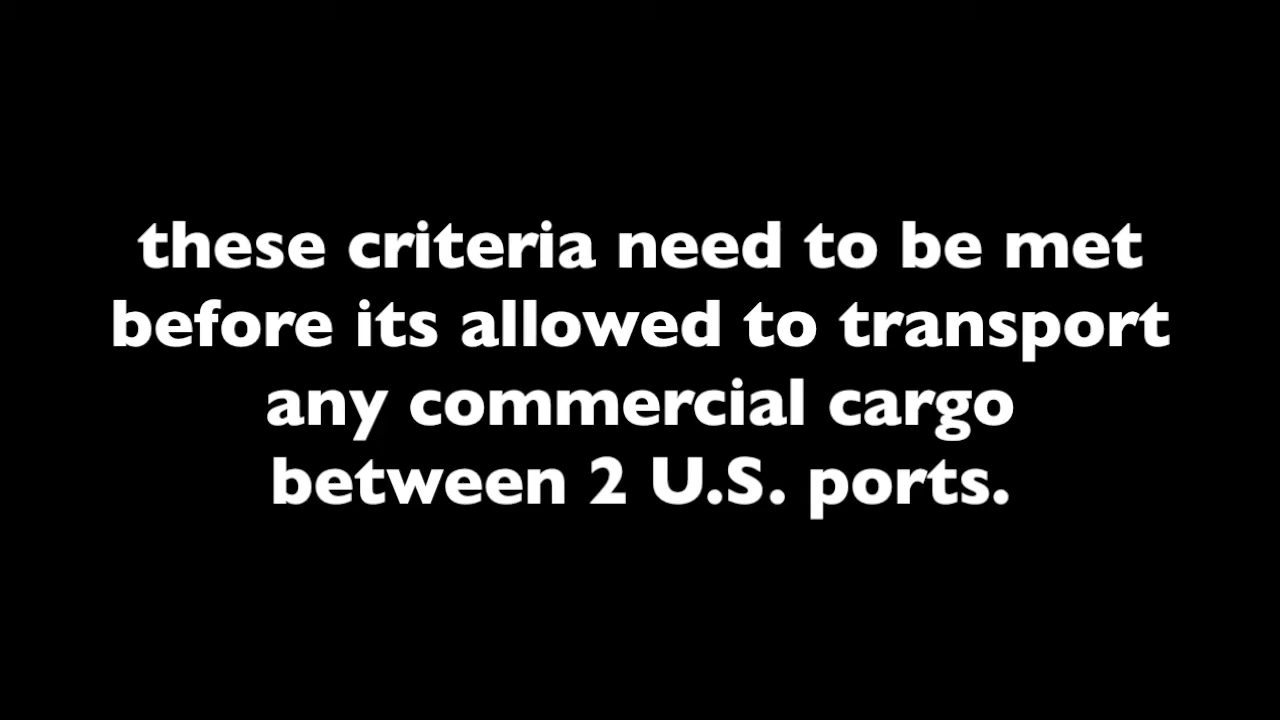 these criteria need to be met
before its allowed to transport
any commercial cargo
between 2 U.S. ports.